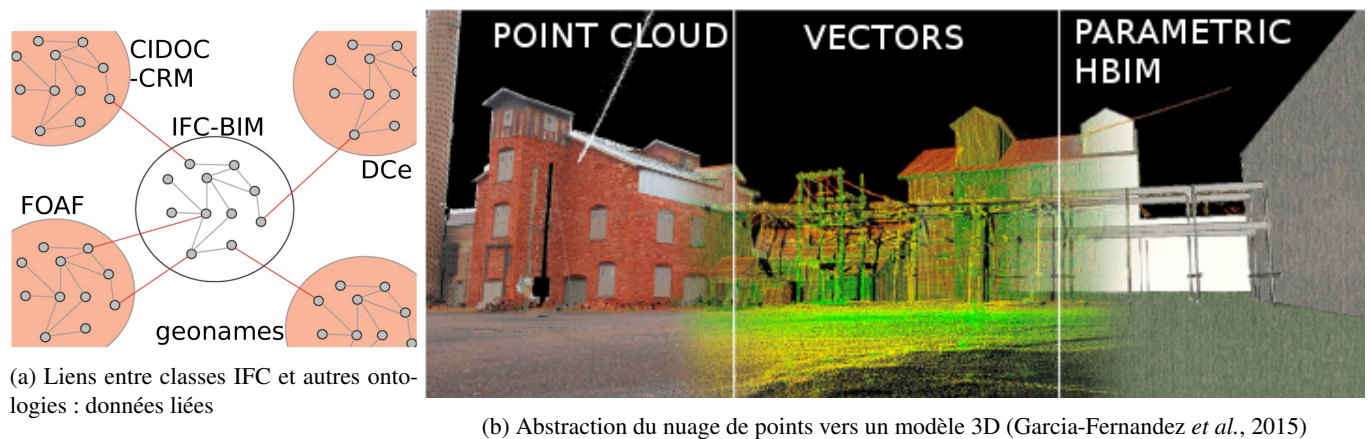 CIDOC
-CRM
IFC-BIM
DCe
FOAF
geonames
(a) Liens entre classes IFC et autres onto-
logies : données liées
POINT CLOUD
VECTORS
PARAMETRIC
HBIM
(b) Abstraction du nuage de points vers un modèle 3D (Garcia-Fernandez et al., 2015)